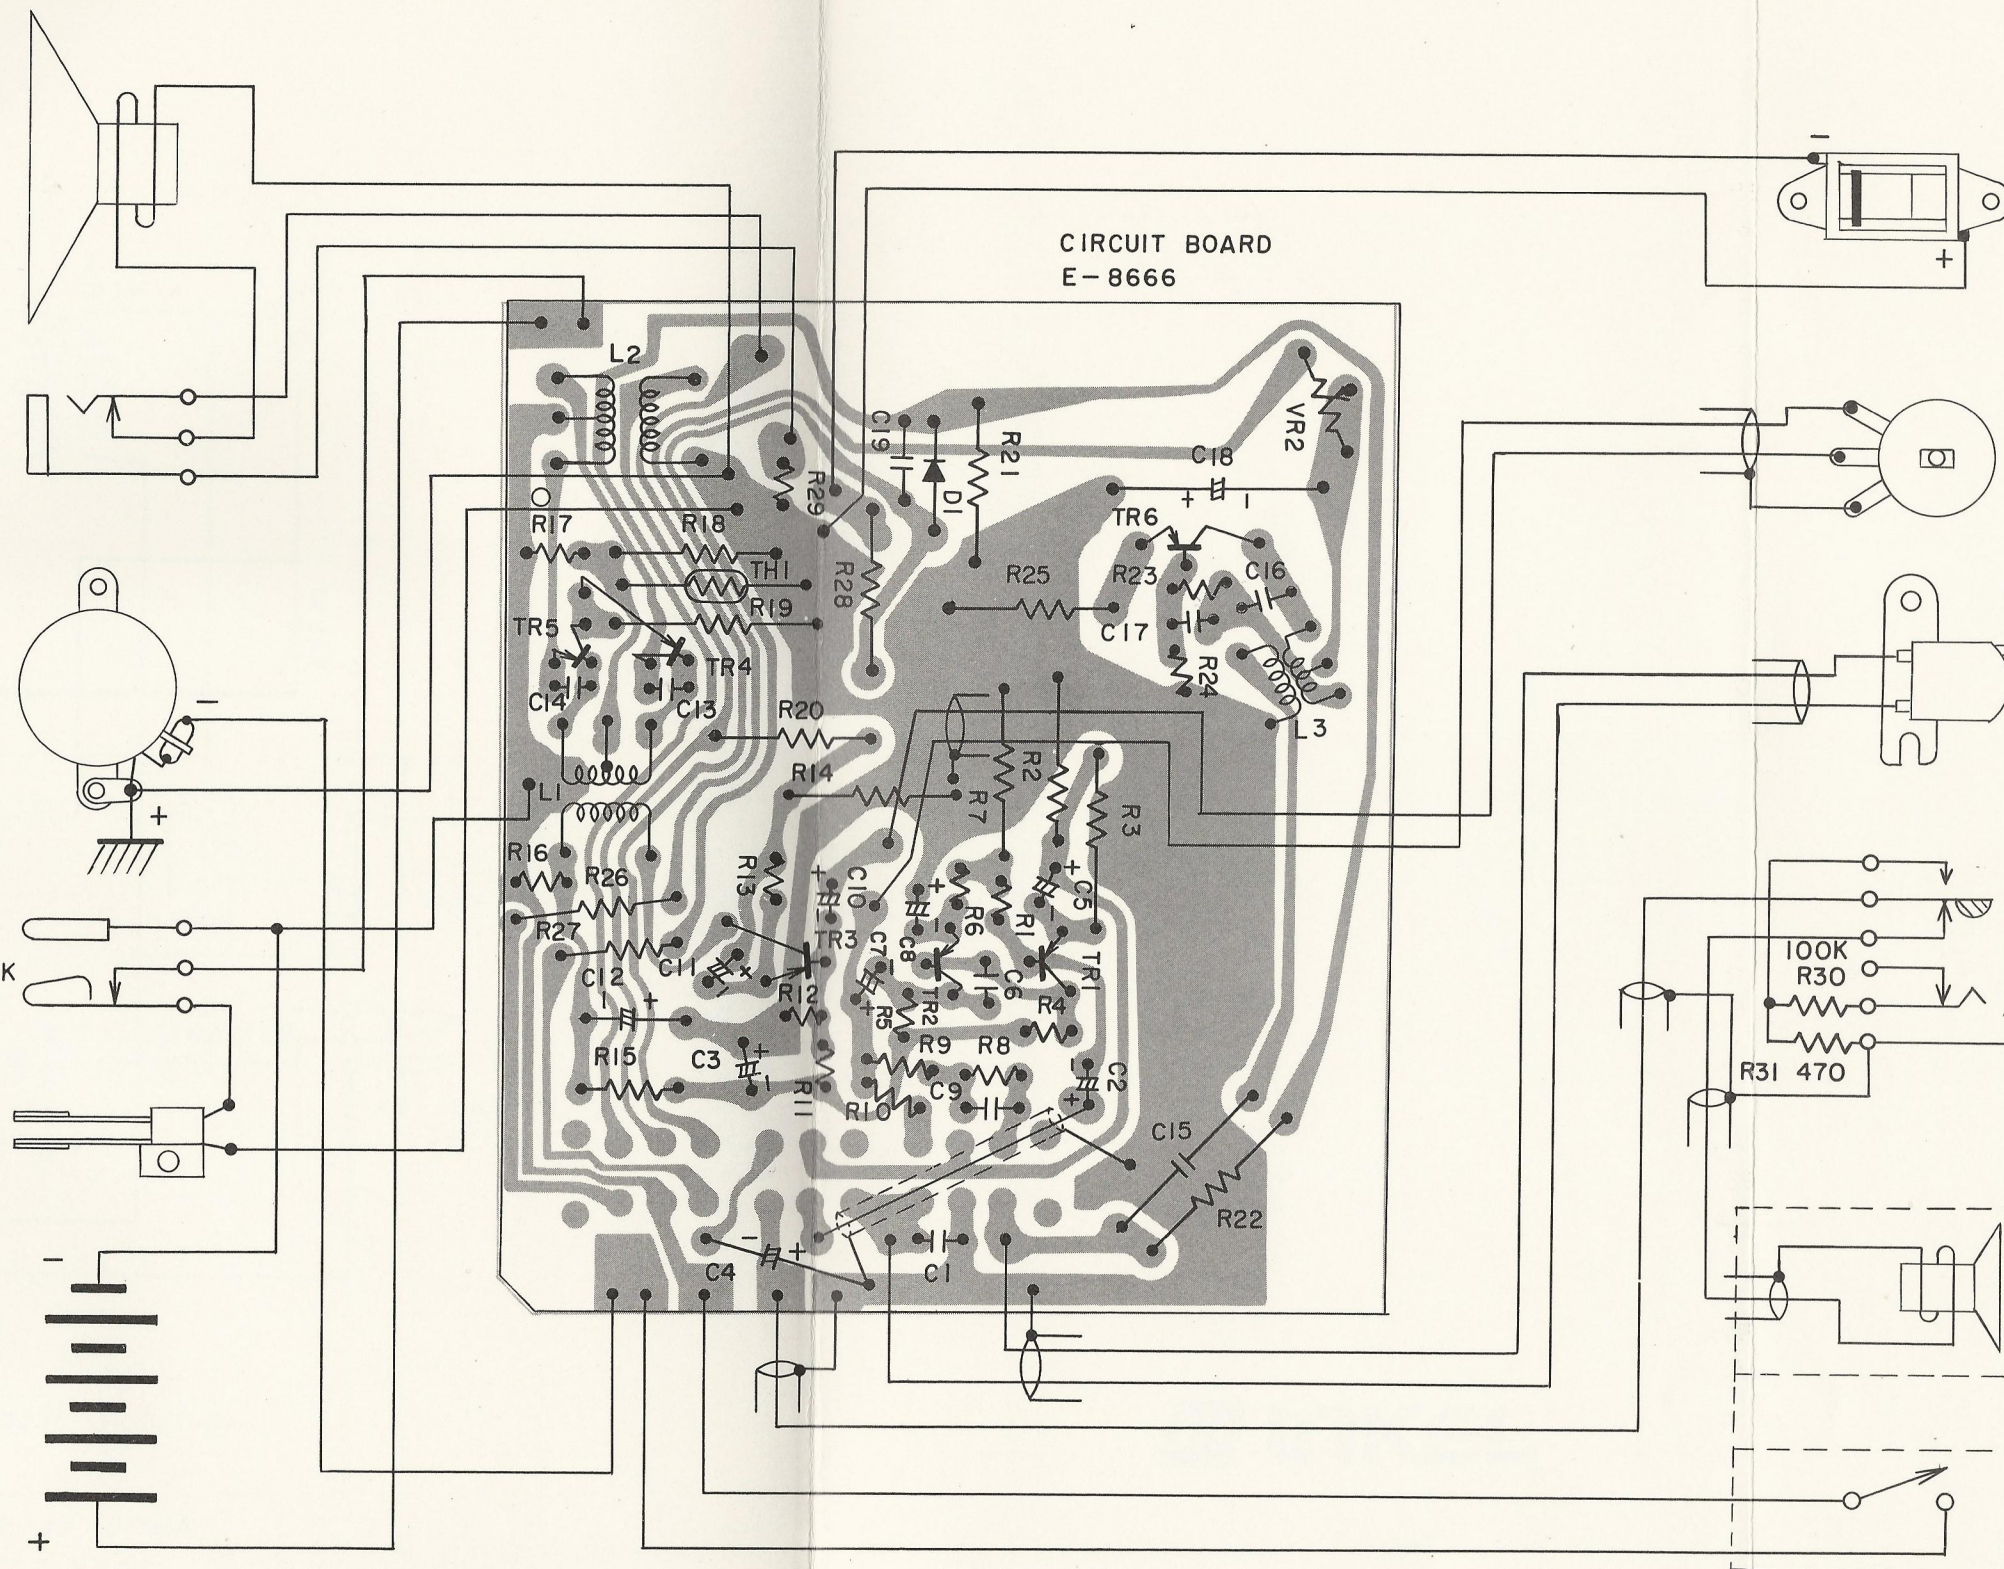 −
CIRCUIT BOARD
E−8666
+
L2
C19
R21
VR2
C18
+ −
R29
D1
TR6
R17
R18
TH1
R28
R25
R23
C16
R19
TR5
C17
TR4
R24
−
C14
C13
R20
L3
R2
R14
L1
R7
R3
+
R16
R26
R13
+
C10
+
+
C5
R27
−
−
−
R6
R1
TR3
C7
C8
100K
K
C12
C11
−
TR1
R30
− +
−
R12
+
R5
TR2
C6
R4
R15
C3
+
−
R9
R8
−
C2
R31 470
R11
R10
C9
+
C15
R22
−
− +
C4
C1
+